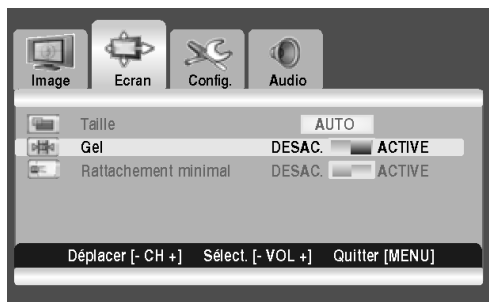 Image Ecran Config. Audio
Taille AUTO
Gel DESAC. ACTIVE
Rattachement minimal DESAC. ACTIVE
Déplacer [- CH +] Sélect. [- VOL +] Quitter [MENU]